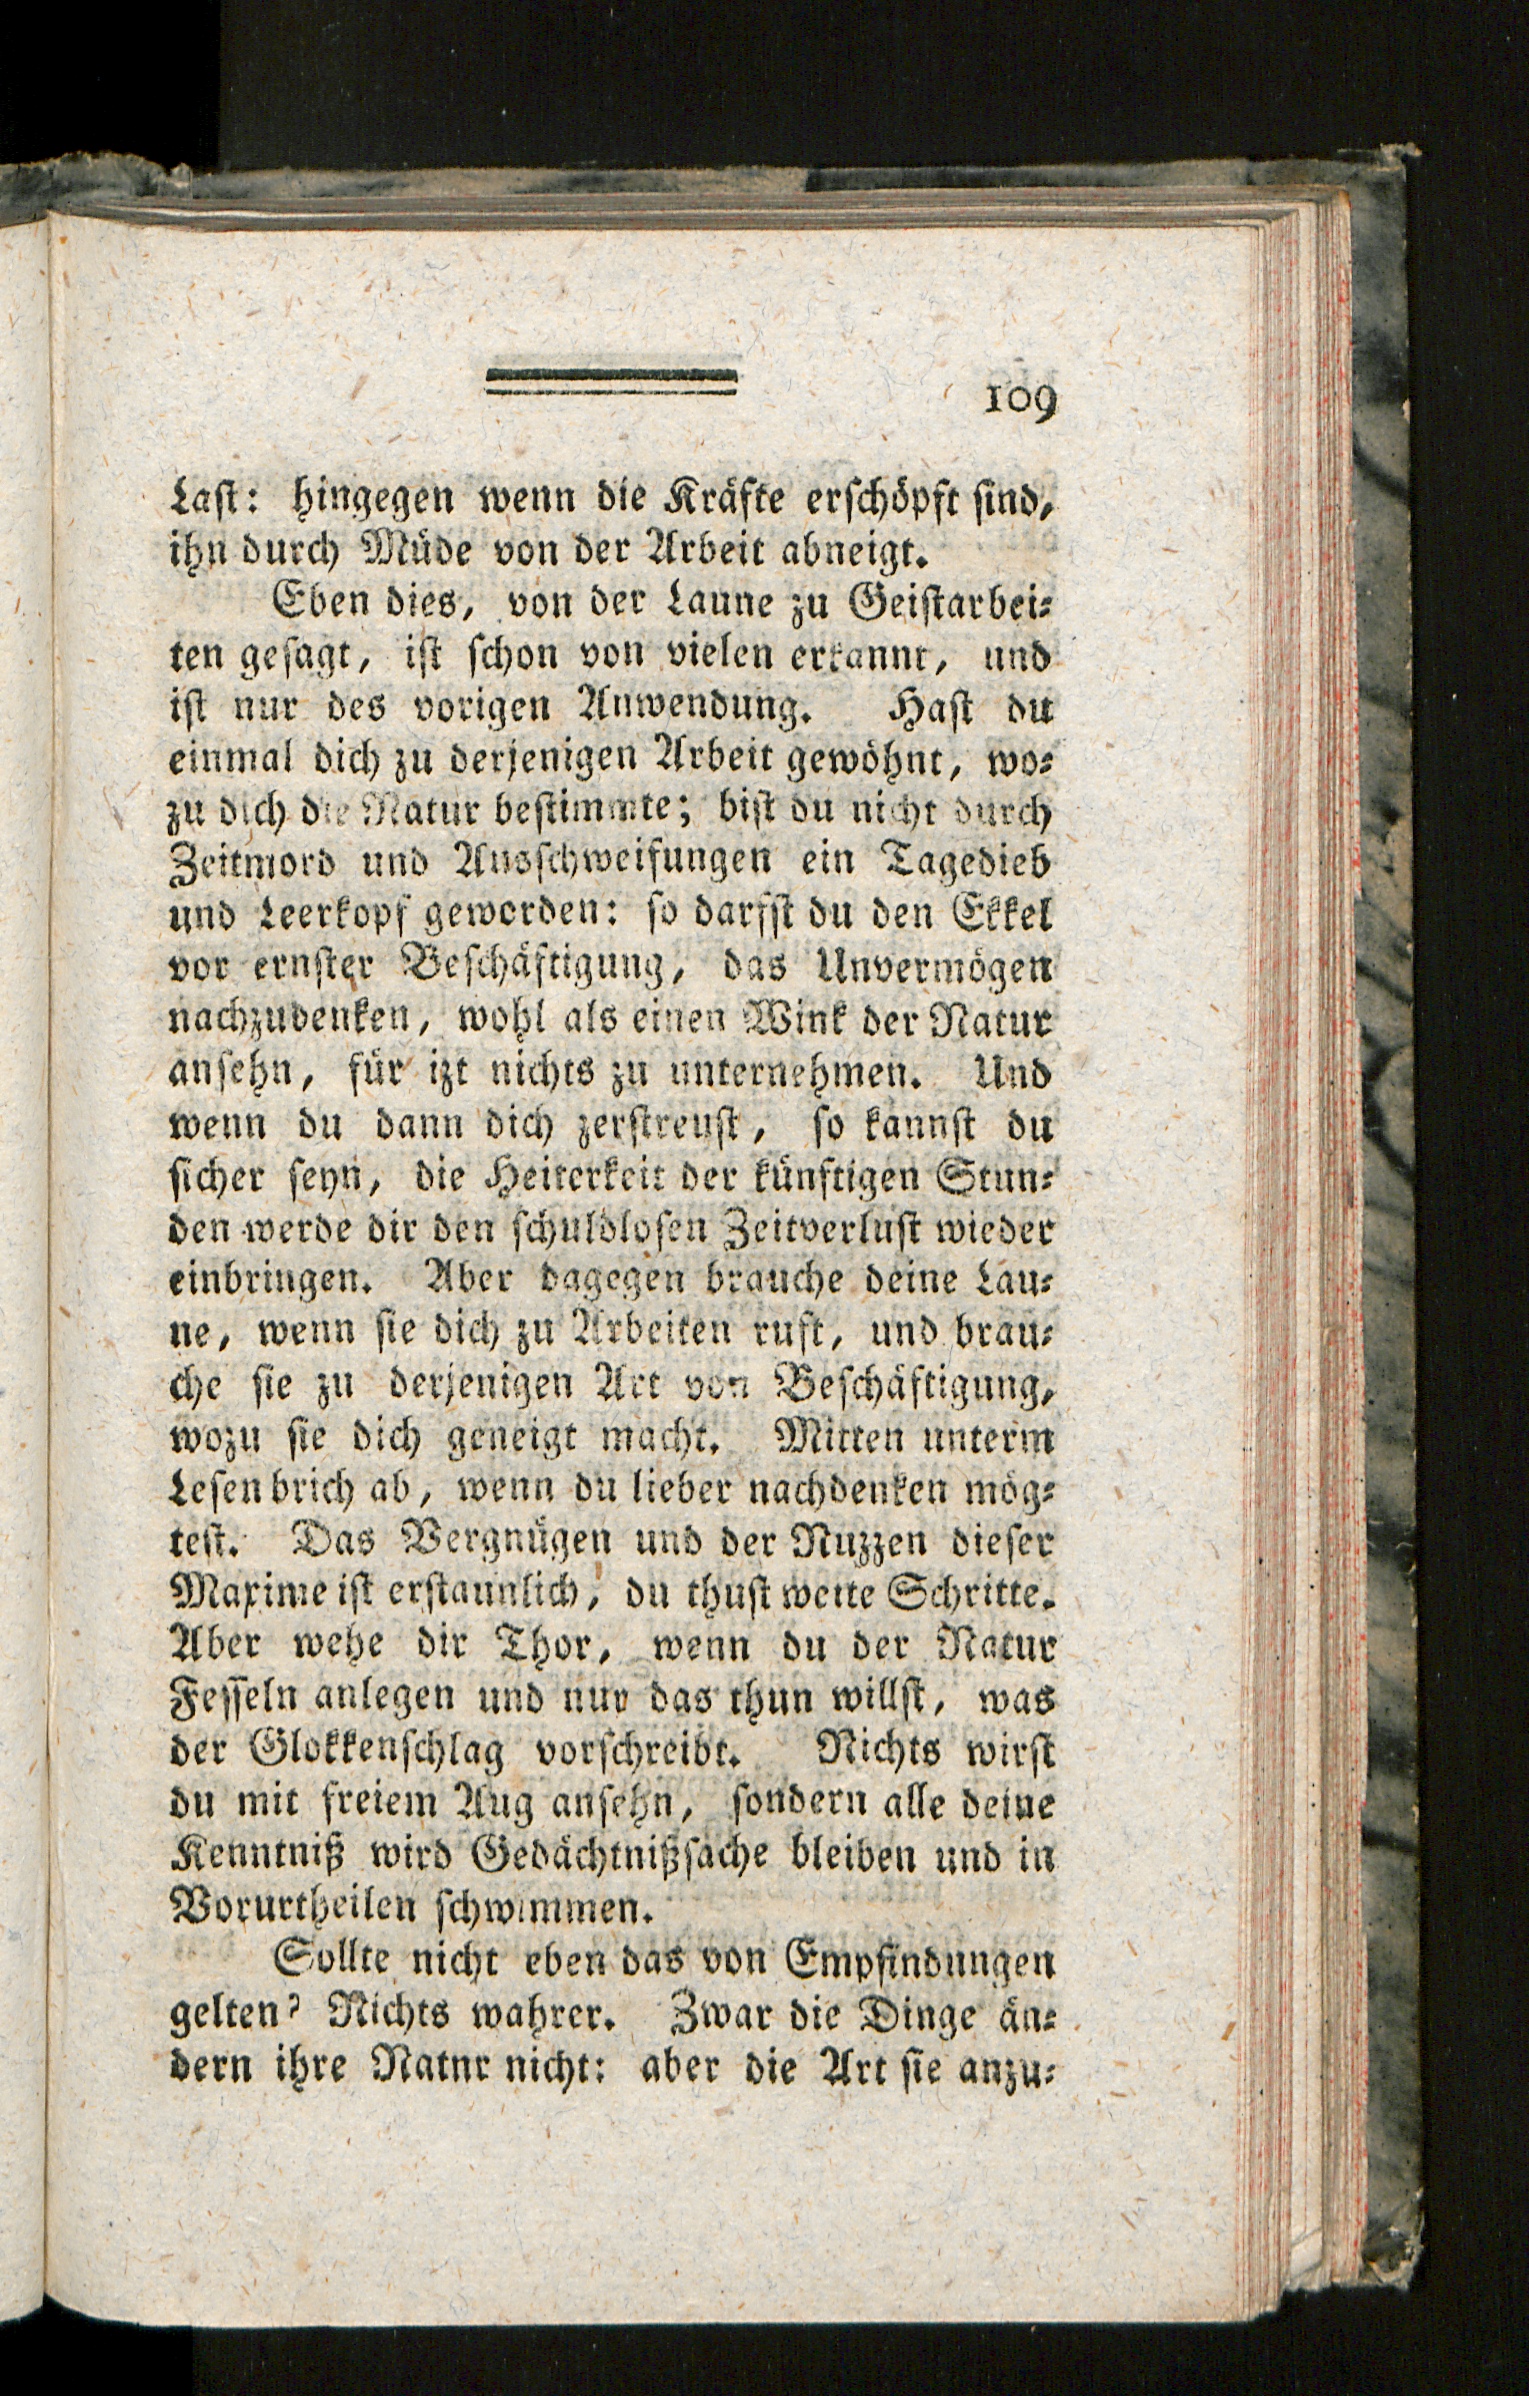 109
Laſt: hingegen wenn die Kräfte erſchöpft ſind,
ihn durch Müde von der Arbeit abneigt.
Eben dies, von der Laune zu Geiſtarbei⸗
ten geſagt, iſt ſchon von vielen erkannt, und
iſt nur des vorigen Anwendung. Haſt du
einmal dich zu derjenigen Arbeit gewöhnt, wo⸗
zu dich die Natur beſtimmte; biſt du nicht durch
Zeitmord und Ausſchweifungen ein Tagedieb
und Leerkopf geworden: ſo darfſt du den Ekkel
vor ernſter Beſchäftigung, das Unvermögen
nachzudenken, wohl als einen Wink der Natur
anſehn, für izt nichts zu unternehmen. Und
wenn du dann dich zerſtreuſt, ſo kannſt du
ſicher ſeyn, die Heiterkeit der künftigen Stun⸗
den werde dir den ſchuldloſen Zeitverluſt wieder
einbringen. Aber dagegen brauche deine Lau⸗
ne, wenn ſie dich zu Arbeiten ruft, und brau⸗
che ſie zu derjenigen Art von Beſchäftigung,
wozu ſie dich geneigt macht. Mitten unterm
Leſen brich ab, wenn du lieber nachdenken mög⸗
teſt. Das Vergnügen und der Nuzzen dieſer
Maxime iſt erſtaunlich, du thuſt weite Schritte.
Aber wehe dir Thor, wenn du der Natur
Feſſeln anlegen und nur das thun willſt, was
der Glokkenſchlag vorſchreibt. Nichts wirſt
du mit freiem Aug anſehn, ſondern alle deine
Kenntniß wird Gedächtnißſache bleiben und in
Vorurtheilen ſchwimmen.
Sollte nicht eben das von Empfindungen
gelten? Nichts wahrer. Zwar die Dinge än⸗
dern ihre Natnr nicht: aber die Art ſie anzu⸗